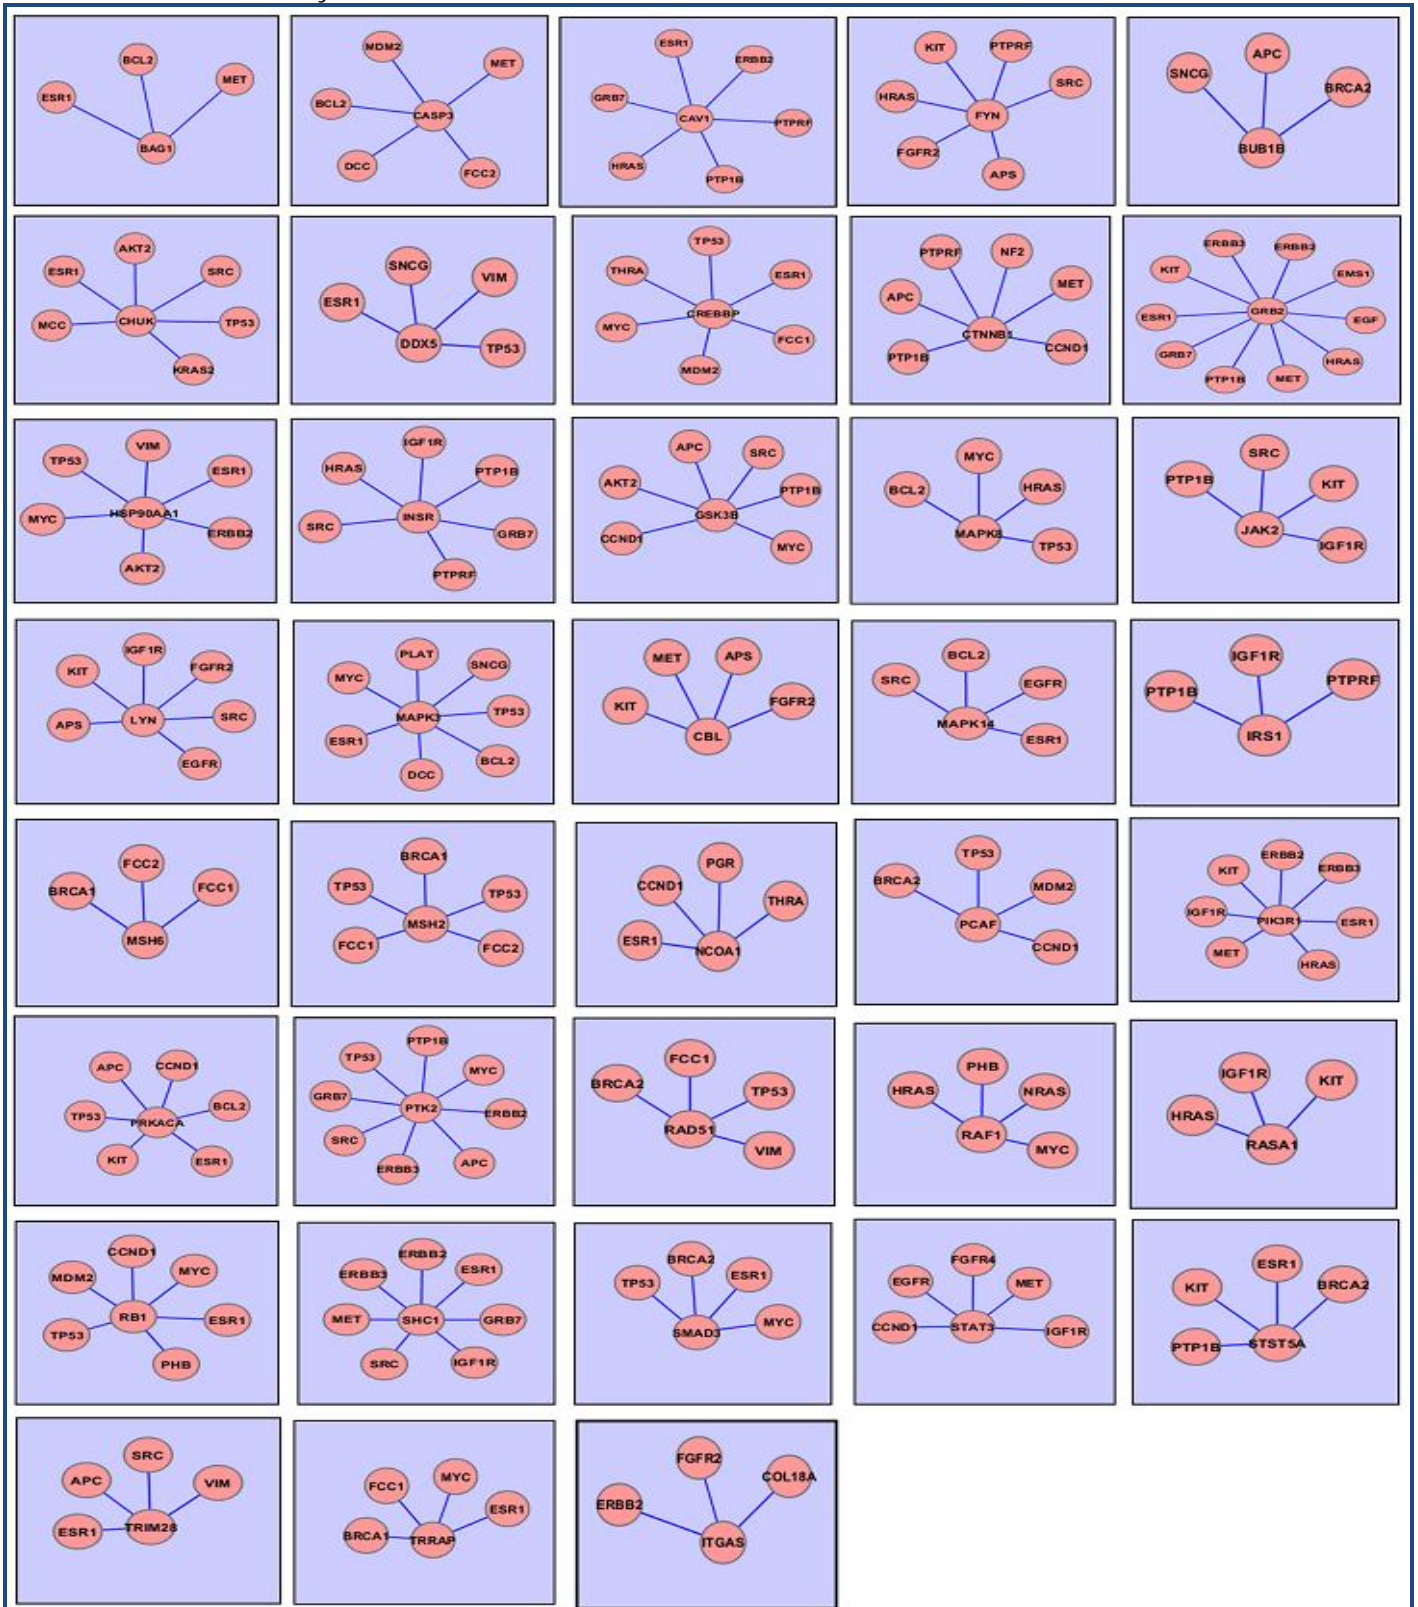 BCL2
MET
ESR1
BAG1
MDM2
MET
BCL2
CASP3
DCC
FCC2
ESR1
ERBB2
GRB7
CAV1
PTPRF
HRAS
PTP1B
KIT
PTPRF
SRC
HRAS
FYN
FGFR2
APS
APC
SNCG
BRCA2
BUB1B
AKT2
ESR1
SRC
MCC
CHUK
TP53
KRAS2
SNCG
VIM
ESR1
DDX5
TP53
TP53
THRA
ESR1
CREBBP
MYC
FCC1
MDM2
PTPRF
NF2
MET
APC
CTNNB1
CCND1
PTP1B
ERBB3
ERBB2
KIT
EMS1
ESR1
GRB2
EGF
GRB7
HRAS
PTP1B
MET
VIM
TP53
ESR1
MYC
HSP90AA1
ERBB2
AKT2
IGF1R
HRAS
PTP1B
SRC
INSR
GRB7
PTPRF
APC
SRC
AKT2
PTP1B
GSK3B
CCND1
MYC
MYC
BCL2
HRAS
MAPK8
TP53
SRC
PTP1B
KIT
JAK2
IGF1R
IGF1R
KIT
FGFR2
APS
LYN
SRC
EGFR
PLAT
MYC
SNCG
MAPK3
TP53
ESR1
BCL2
DCC
MET
APS
KIT
FGFR2
CBL
BCL2
SRC
EGFR
MAPK14
ESR1
IGF1R
PTP1B
PTPRF
IRS1
FCC2
BRCA1
FCC1
MSH6
BRCA1
TP53
TP53
MSH2
FCC1
FCC2
PGR
CCND1
THRA
ESR1
NCOA1
TP53
BRCA2
MDM2
PCAF
CCND1
ERBB2
KIT
ERBB3
IGF1R
PIK3R1
ESR1
MET
HRAS
APC
CCND1
BCL2
TP53
PRKACA
KIT
ESR1
PTP1B
TP53
MYC
GRB7
PTK2
ERBB2
SRC
ERBB3
APC
FCC1
BRCA2
TP53
RAD51
VIM
PHB
HRAS
NRAS
RAF1
MYC
IGF1R
KIT
HRAS
RASA1
CCND1
MDM2
MYC
RB1
ESR1
TP53
PHB
ERBB2
ERBB3
ESR1
MET
SHC1
GRB7
SRC
IGF1R
BRCA2
TP53
ESR1
SMAD3
MYC
FGFR4
EGFR
MET
CCND1
STAT3
IGF1R
ESR1
KIT
BRCA2
PTP1B
STST5A
SRC
APC
VIM
ESR1
TRIM28
MYC
FCC1
ESR1
BRCA1
TRRAP
FGFR2
COL18A
ERBB2
ITGAS